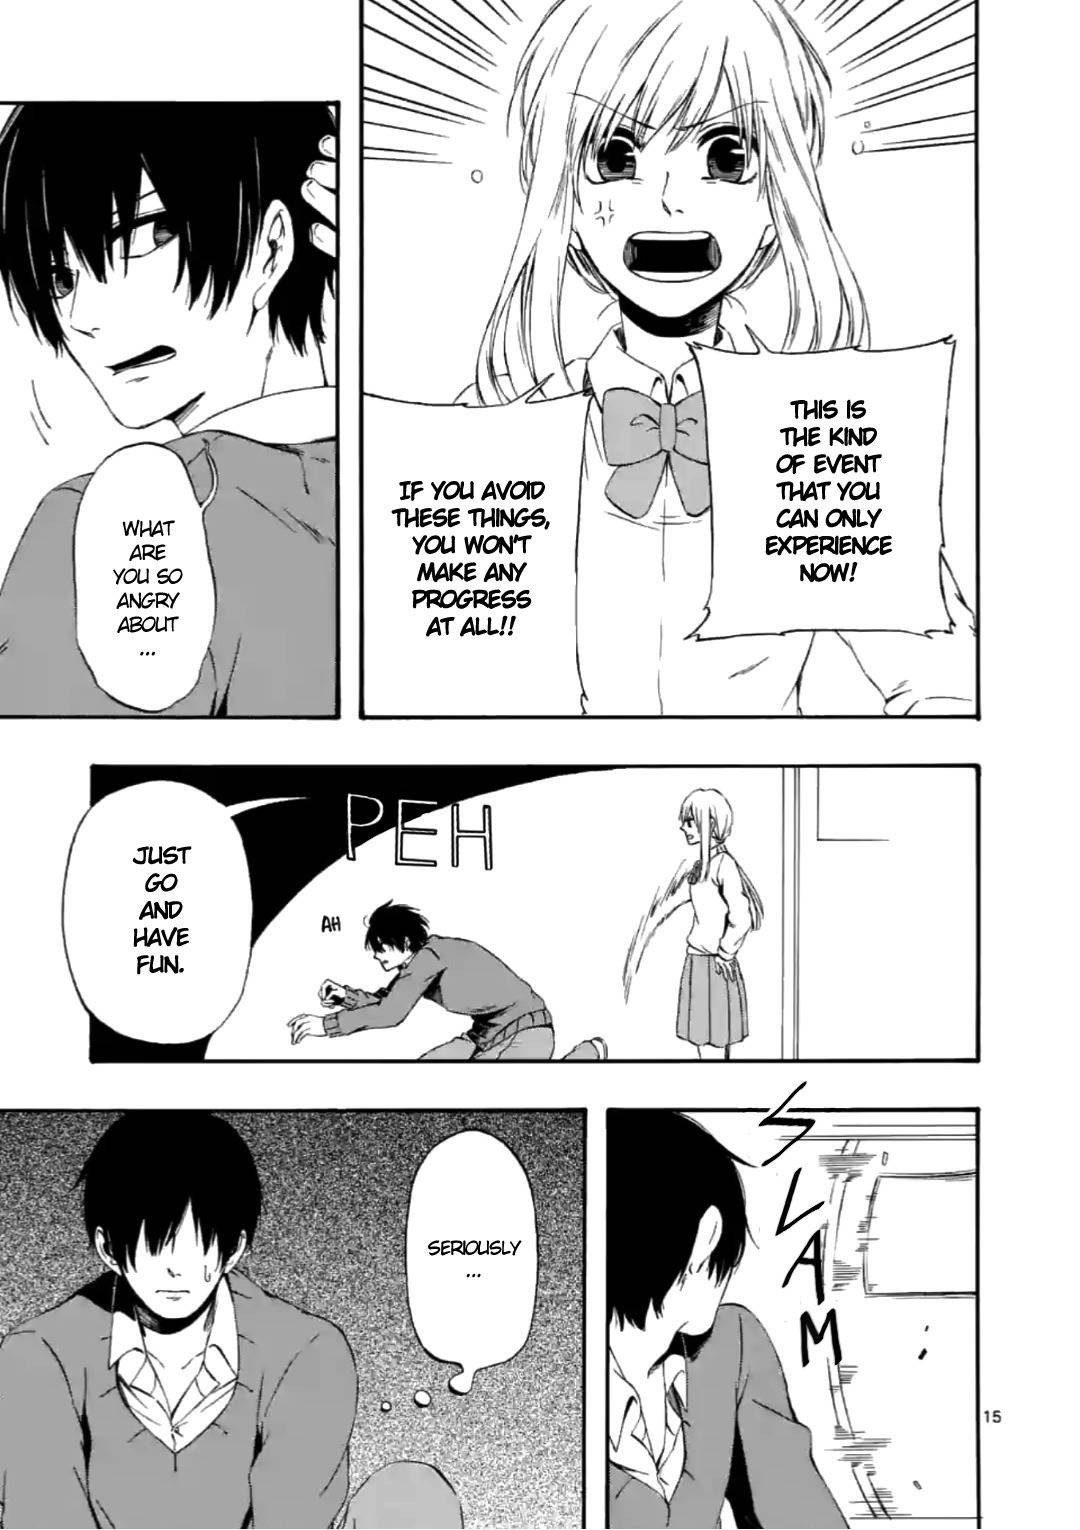 THIS IS
THE KIND
OF EVENT
THAT YOU
CAN ONLY
EXPERIENCE
NOW!
IF YOU AVOID
THESE THINGS,
YOU WON'T
MAKE ANY
PROGRESS
AT ALL!!
WHAT
ARE
YOU SO
ANGRY
ABOUT
...
PEH
AH
JUST
GO
AND
HAVE
FUN.
SLAM
SERIOUSLY
...
15